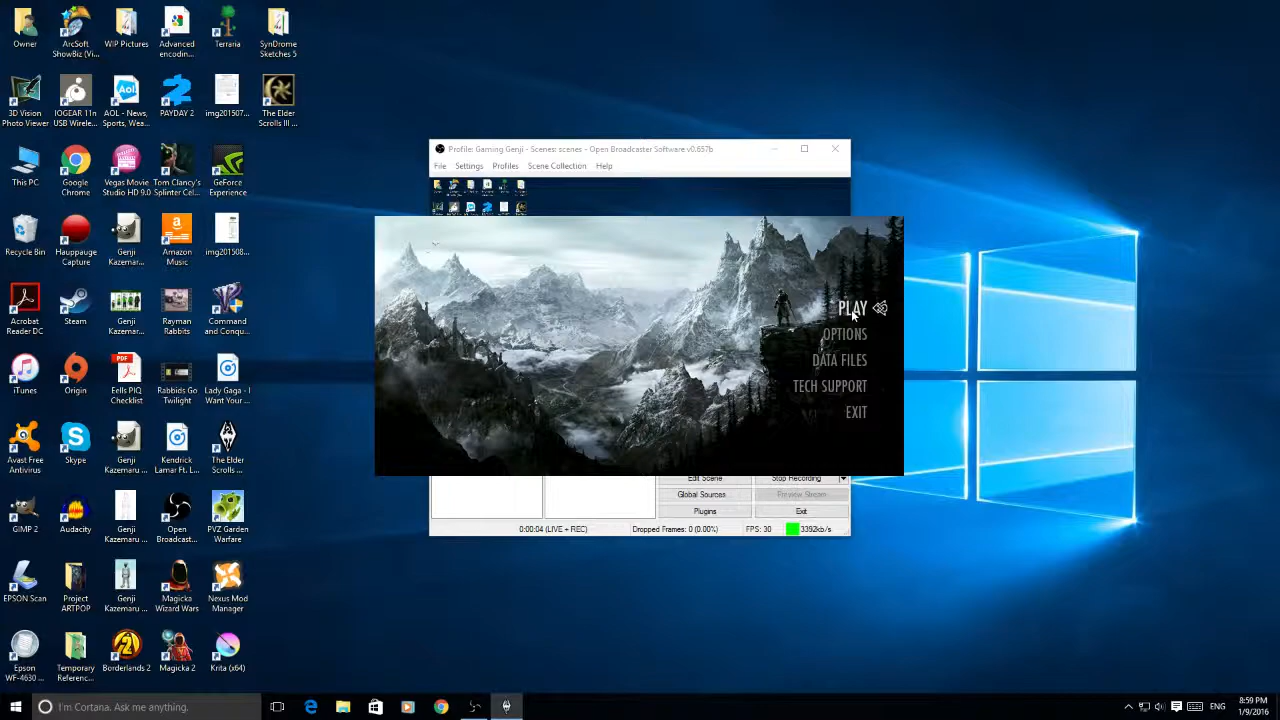 Owner
ArcSoft
ShowBiz (Vi...
WIP Pictures
Advanced
encodin...
Terraria
SynDrome
Sketches 5
3D Vision
Photo Viewer
IOGEAR 11n
USB Wirele...
AOL - News,
Sports, Wea...
PAYDAY 2
img201507...
The Elder
Scrolls III ...
This PC
Google
Chrome
Vegas Movie
Studio HD 9.0
Tom Clancy's
Splinter Cel...
GeForce
Experience
Recycle Bin
Hauppauge
Capture
Genji
Kazemar...
Amazon
Music
img201508...
Acrobat
Reader DC
Steam
Genji
Kazemar...
Rayman
Rabbids
Command
and Conqu...
iTunes
Origin
Eells PIQ
Checklist
Rabbids Go
Twilight
Lady Gaga - I
Want Your ...
Avast Free
Antivirus
Skype
Genji
Kazemaru ...
Kendrick
Lamar Ft. L...
The Elder
Scrolls ...
GIMP 2
Audacity
Genji
Kazemaru ...
Open
Broadcast...
PVZ Garden
Warfare
EPSON Scan
Project
ARTPOP
Genji
Kazemaru ...
Magicka
Wizard Wars
Nexus Mod
Manager
Epson
WF-4630 ...
Temporary
Borderlands 2
Magicka 2
Krita (x64)
Profile: Gaming Genji - Scenes: scenes - Open Broadcaster Software v0.657b
File Settings Profiles Scene Collection Help
PLAY
OPTIONS
DATA FILES
TECH SUPPORT
EXIT
Edit Scene
Stop Recording
Global Sources
Preview Stream
Plugins
Exit
0:00:04 (LIVE + REC)
Dropped Frames: 0 (0.00%)
FPS: 30
3392kb/s
I'm Cortana. Ask me anything.
ENG
8:59 PM
1/9/2016